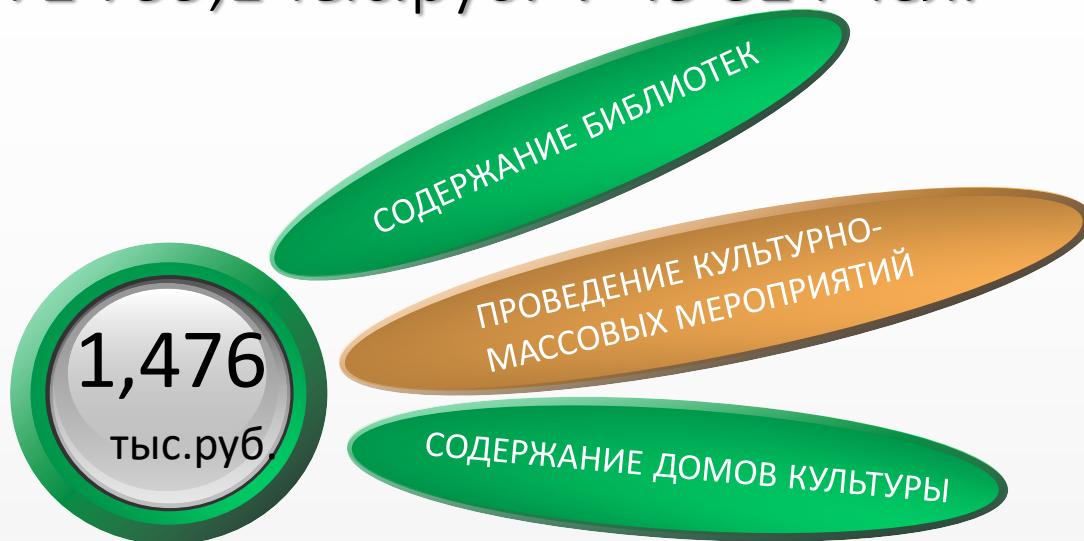 СОДЕРЖАНИЕ БИБЛИОТЕК
ПРОВЕДЕНИЕ КУЛЬТУРНО-
МАССОВЫХ МЕРОПРИЯТИЙ
1,476
тыс.руб.
СОДЕРЖАНИЕ ДОМОВ КУЛЬТУРЫ